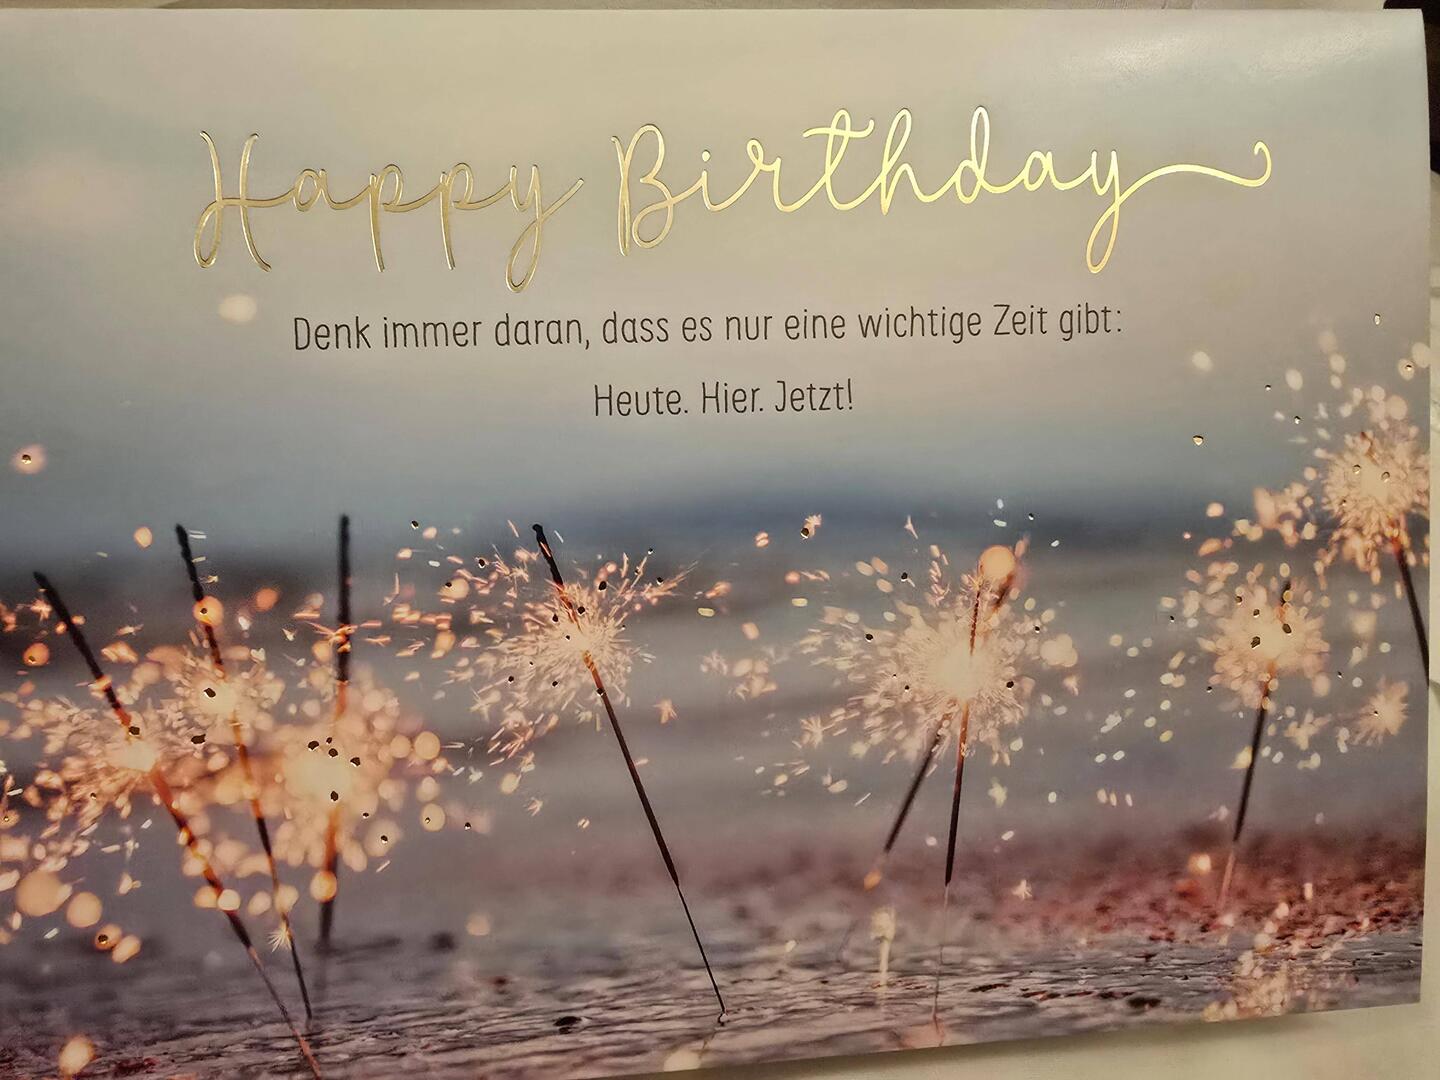 Happy Birthday
Denk immer daran, dass es nur eine wichtige Zeit gibt:
Heute. Hier. Jetzt!